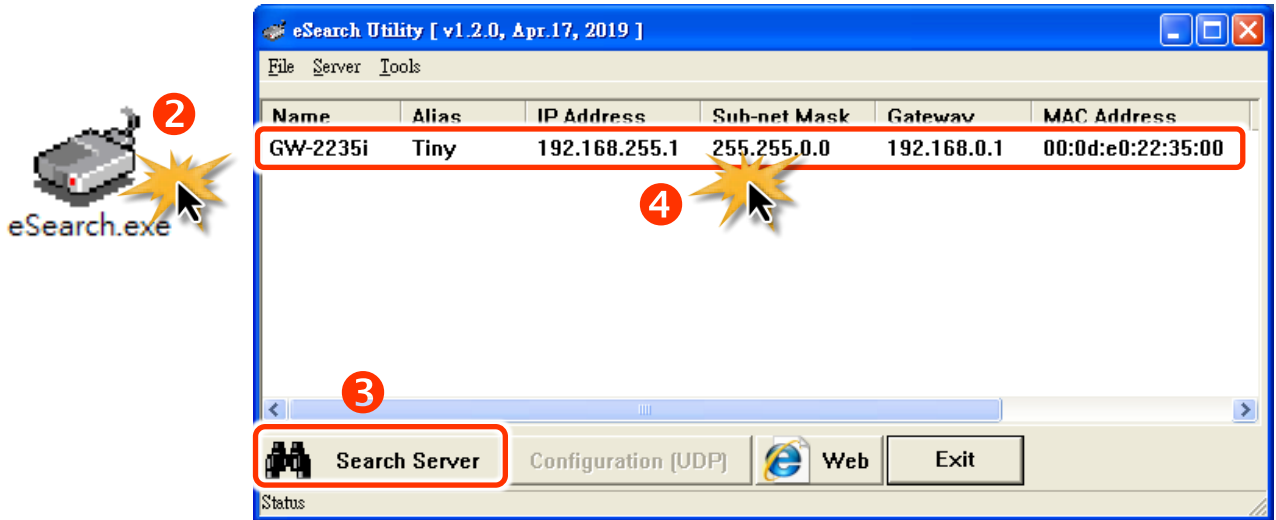 eSearch Utility [ v1.2.0, Apr.17, 2019 ]
File Server Tools
2
Name Alias IP Address Sub-net Mask Gateway MAC Address
GW-2235i Tiny 192.168.255.1 255.255.0.0 192.168.0.1 00:0d:e0:22:35:00
4
eSearch.exe
3
Search Server Configuration (UDP) Web Exit
Status